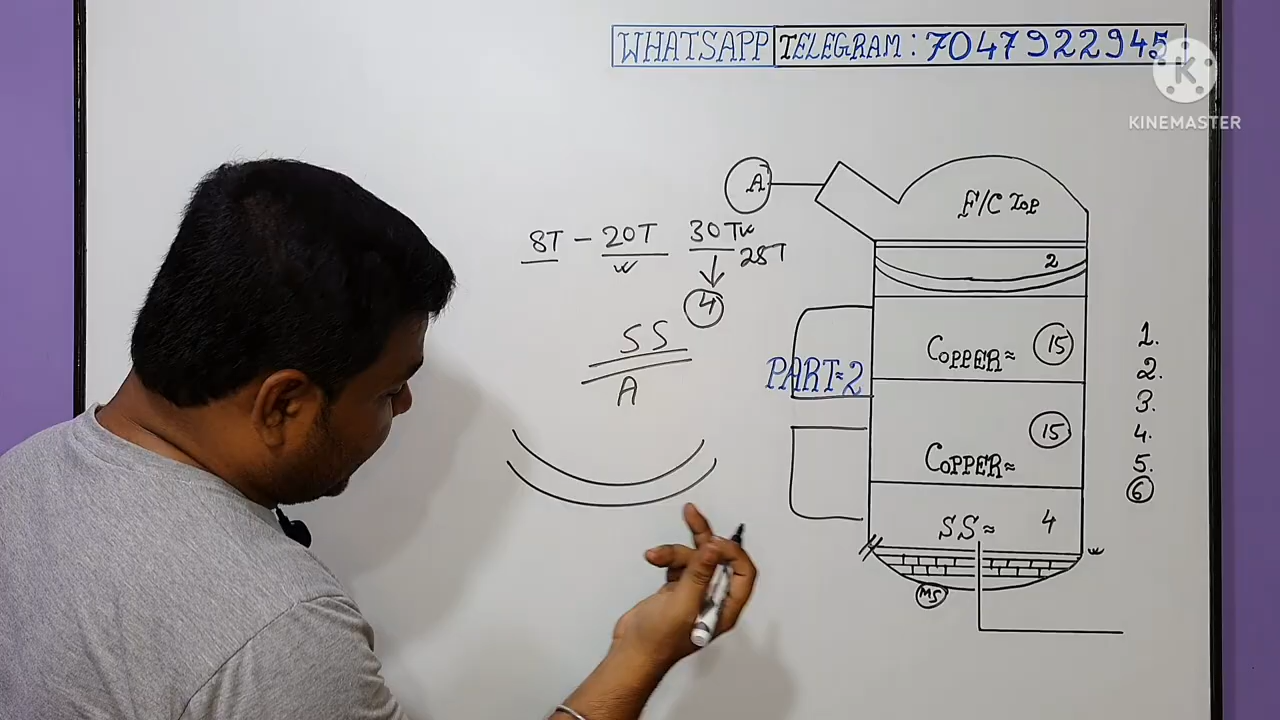 WHATSAPP TELEGRAM: 7047922945
KINEMASTER
A
F/C TOP
8T - 20T 30T
28T
2
4
SS
A
COPPER≈ 15
PART≈2
COPPER≈ 15
SS≈ 4
MS
1.
2.
3.
4.
5.
6